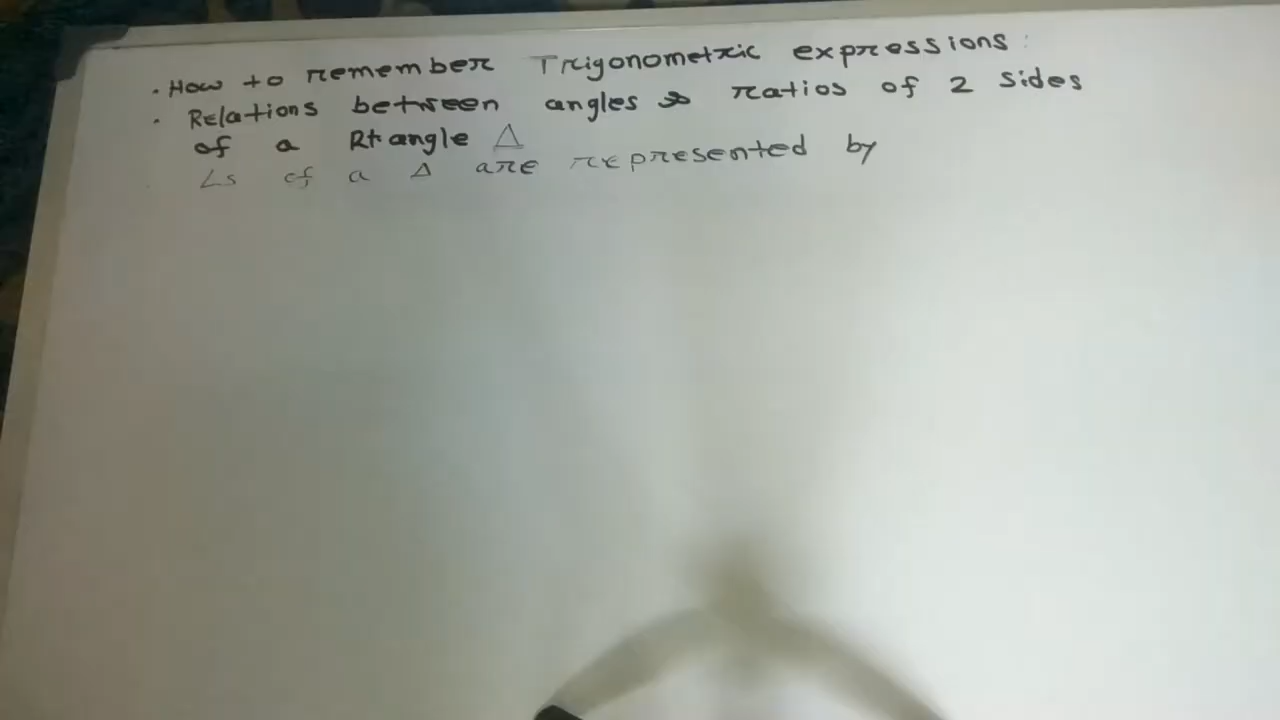 . How to remember Trigonometric expressions :
. Relations between angles & ratios of 2 sides
of a Rt angle △
∠s of a △ are represented by